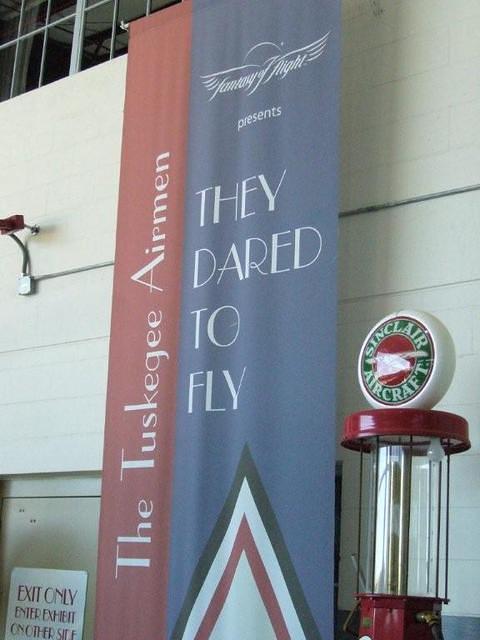 Fantasy of Flight
presents
THEY
DARED
TO
FLY
The Tuskegee Airmen
SINCLAIR
AIRCRAFT
EXIT ONLY
ENTER EXHIBIT
ON OTHER SIDE